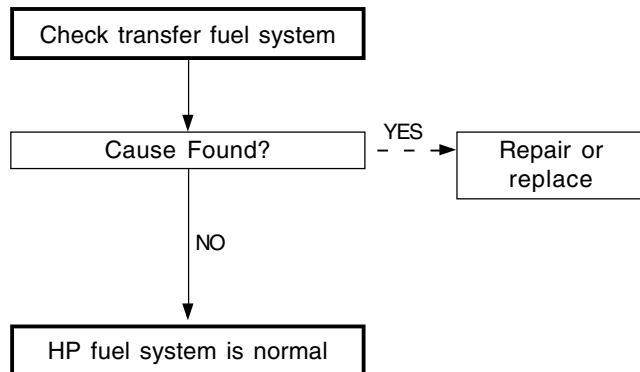 Check transfer fuel system
Cause Found?
YES
Repair or
replace
NO
HP fuel system is normal